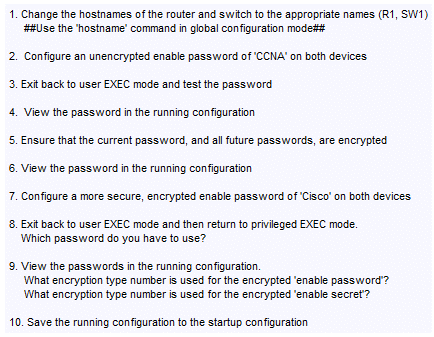 1. Change the hostnames of the router and switch to the appropriate names (R1, SW1)
##Use the 'hostname' command in global configuration mode##
2. Configure an unencrypted enable password of 'CCNA' on both devices
3. Exit back to user EXEC mode and test the password
4. View the password in the running configuration
5. Ensure that the current password, and all future passwords, are encrypted
6. View the password in the running configuration
7. Configure a more secure, encrypted enable password of 'Cisco' on both devices
8. Exit back to user EXEC mode and then return to privileged EXEC mode.
Which password do you have to use?
9. View the passwords in the running configuration.
What encryption type number is used for the encrypted 'enable password'?
What encryption type number is used for the encrypted 'enable secret'?
10. Save the running configuration to the startup configuration